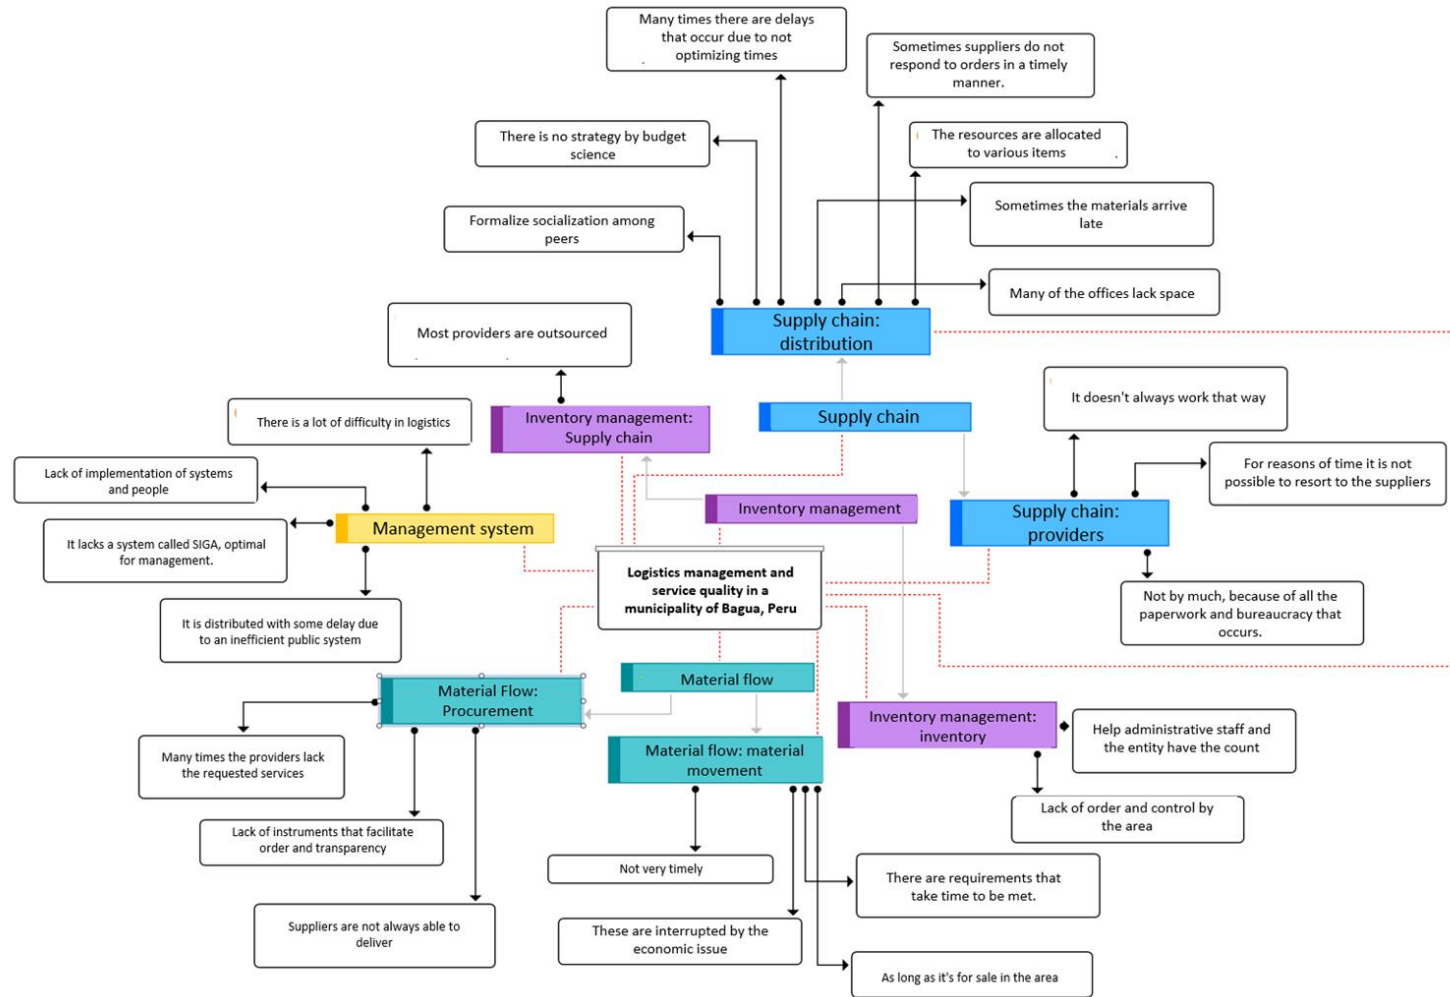 Many times there are delays
that occur due to not
optimizing times
Sometimes suppliers do not
respond to orders in a timely
manner.
There is no strategy by budget
science
The resources are allocated
to various items
Formalize socialization among
peers
Sometimes the materials arrive
late
Many of the offices lack space
Supply chain:
distribution
Most providers are outsourced
It doesn't always work that way
There is a lot of difficulty in logistics
Inventory management:
Supply chain
Supply chain
For reasons of time it is not
possible to resort to the suppliers
Lack of implementation of systems
and people
Inventory management
Management system
Supply chain:
providers
It lacks a system called SIGA, optimal
for management.
Logistics management and
service quality in a
municipality of Bagua, Peru
Not by much, because of all the
paperwork and bureaucracy that
occurs.
It is distributed with some delay due
to an inefficient public system
Material flow
Material Flow:
Procurement
Inventory management:
inventory
Help administrative staff and
the entity have the count
Many times the providers lack
the requested services
Material flow: material
movement
Lack of order and control by
the area
Lack of instruments that facilitate
order and transparency
Not very timely
There are requirements that
take time to be met.
Suppliers are not always able to
deliver
These are interrupted by the
economic issue
As long as it's for sale in the area